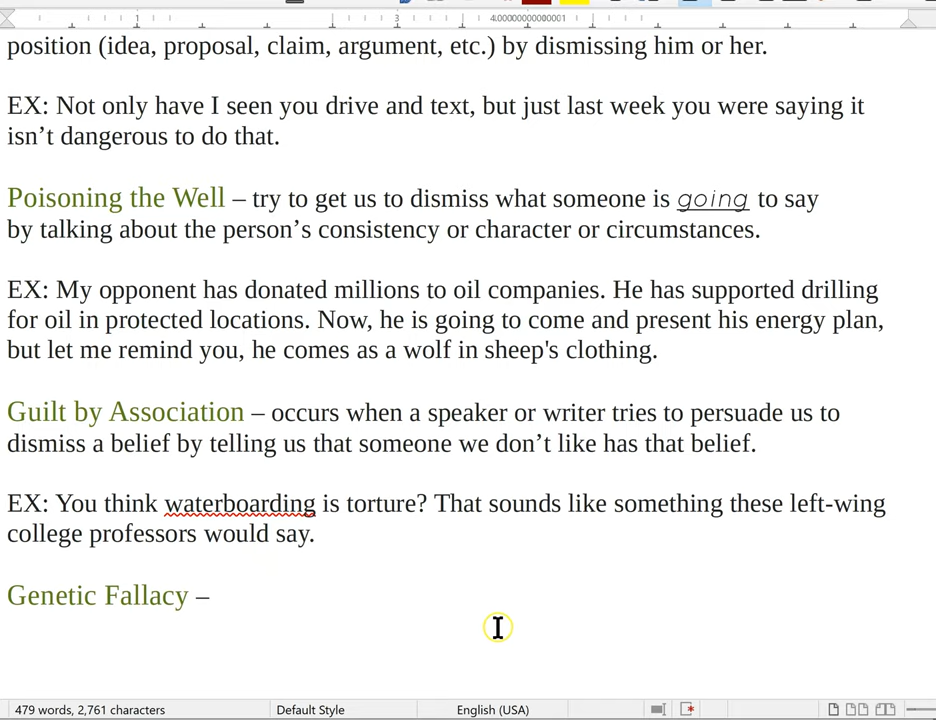 1 3 4.00000000000001
position (idea, proposal, claim, argument, etc.) by dismissing him or her.
EX: Not only have I seen you drive and text, but just last week you were saying it
isn’t dangerous to do that.
Poisoning the Well – try to get us to dismiss what someone is going to say
by talking about the person’s consistency or character or circumstances.
EX: My opponent has donated millions to oil companies. He has supported drilling
for oil in protected locations. Now, he is going to come and present his energy plan,
but let me remind you, he comes as a wolf in sheep's clothing.
Guilt by Association – occurs when a speaker or writer tries to persuade us to
dismiss a belief by telling us that someone we don’t like has that belief.
EX: You think waterboarding is torture? That sounds like something these left-wing
college professors would say.
Genetic Fallacy –
479 words, 2,761 characters Default Style English (USA)